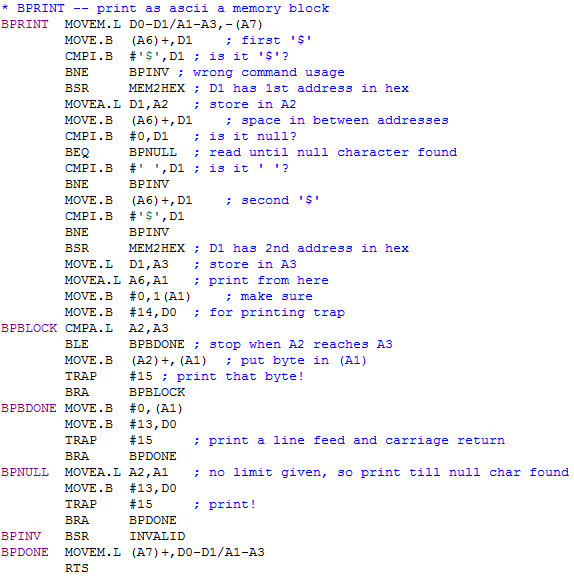 * BPRINT -- print as ascii a memory block
BPRINT  MOVEM.L D0-D1/A1-A3,-(A7)
        MOVE.B  (A6)+,D1    ; first '$'
        CMPI.B  #'$',D1 ; is it '$'?
        BNE     BPINV ; wrong command usage
        BSR     MEM2HEX ; D1 has 1st address in hex
        MOVEA.L D1,A2   ; store in A2
        MOVE.B  (A6)+,D1    ; space in between addresses
        CMPI.B  #0,D1   ; is it null?
        BEQ     BPNULL  ; read until null character found
        CMPI.B  #' ',D1 ; is it ' '?
        BNE     BPINV
        MOVE.B  (A6)+,D1    ; second '$'
        CMPI.B  #'$',D1
        BNE     BPINV
        BSR     MEM2HEX ; D1 has 2nd address in hex
        MOVE.L  D1,A3   ; store in A3
        MOVEA.L A6,A1   ; print from here
        MOVE.B  #0,1(A1)    ; make sure
        MOVE.B  #14,D0  ; for printing trap
BPBLOCK CMPA.L  A2,A3
        BLE     BPBDONE ; stop when A2 reaches A3
        MOVE.B  (A2)+,(A1)  ; put byte in (A1)
        TRAP    #15 ; print that byte!
        BRA     BPBLOCK
BPBDONE MOVE.B  #0,(A1)
        MOVE.B  #13,D0
        TRAP    #15     ; print a line feed and carriage return
        BRA     BPDONE
BPNULL  MOVEA.L A2,A1   ; no limit given, so print till null char found
        MOVE.B  #13,D0
        TRAP    #15     ; print!
        BRA     BPDONE
BPINV   BSR     INVALID
BPDONE  MOVEM.L (A7)+,D0-D1/A1-A3
        RTS